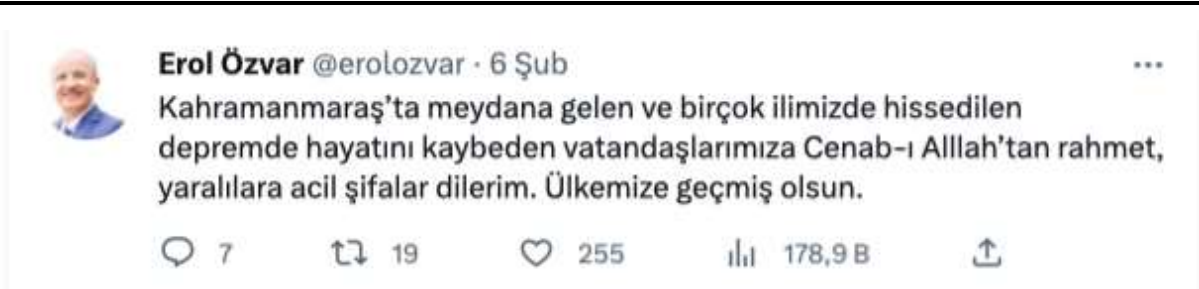 Erol Özvar @erolozvar · 6 Şub
Kahramanmaraş'ta meydana gelen ve birçok ilimizde hissedilen
depremde hayatını kaybeden vatandaşlarımıza Cenab-ı Alllah'tan rahmet,
yaralılara acil şifalar dilerim. Ülkemize geçmiş olsun.
7 19 255 178,9 B